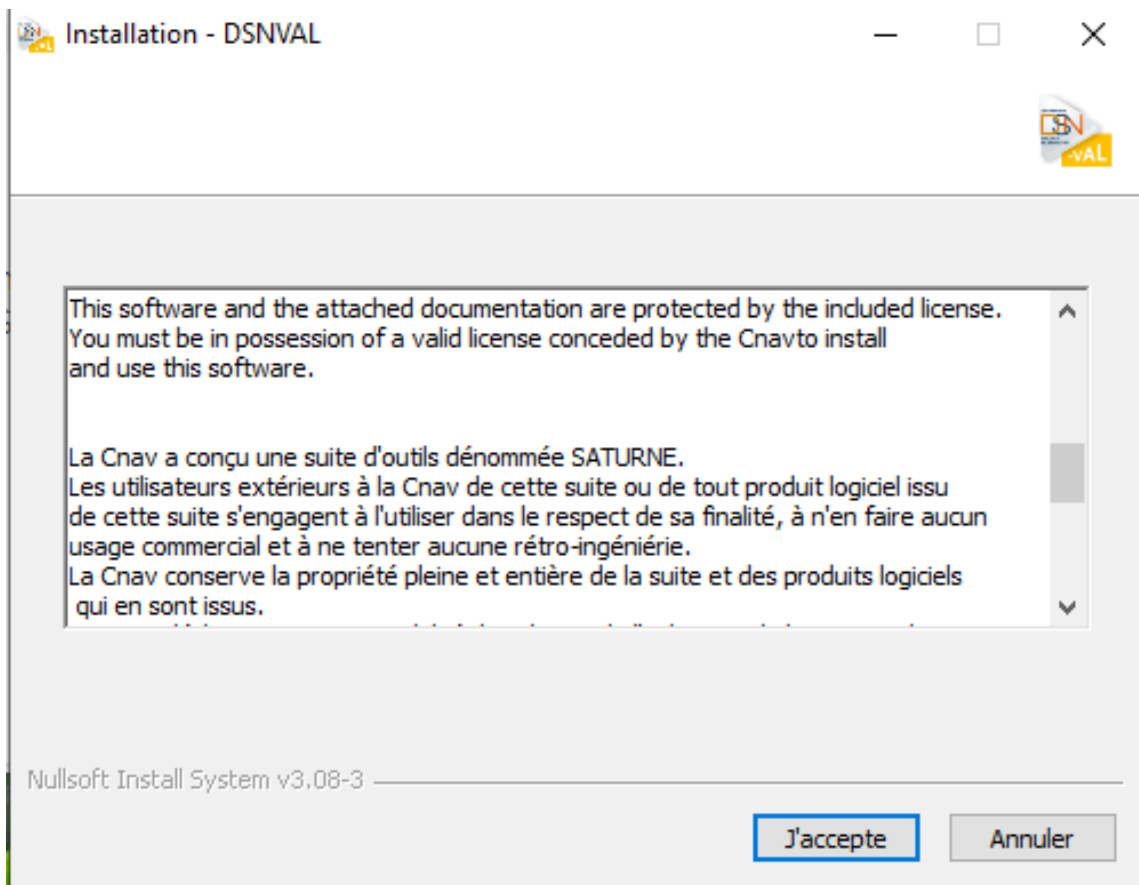 Installation - DSNVAL
DSN
-VAL
This software and the attached documentation are protected by the included license.
You must be in possession of a valid license conceded by the Cnavto install
and use this software.
La Cnav a conçu une suite d'outils dénommée SATURNE.
Les utilisateurs extérieurs à la Cnav de cette suite ou de tout produit logiciel issu
de cette suite s'engagent à l'utiliser dans le respect de sa finalité, à n'en faire aucun
usage commercial et à ne tenter aucune rétro-ingéniérie.
La Cnav conserve la propriété pleine et entière de la suite et des produits logiciels
qui en sont issus.
Nullsoft Install System v3.08-3
J'accepte
Annuler